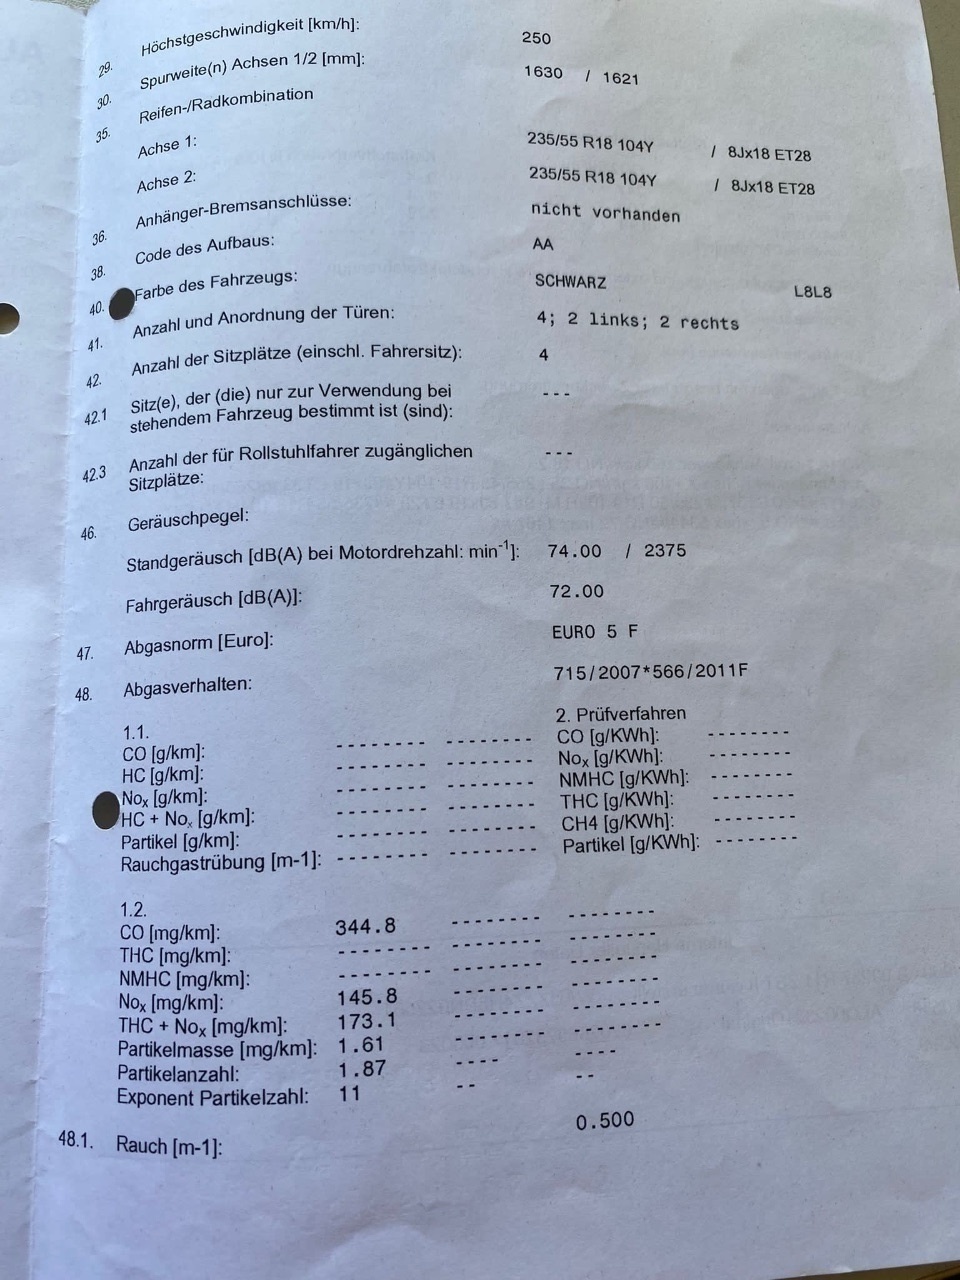 29. Höchstgeschwindigkeit [km/h]: 250
30. Spurweite(n) Achsen 1/2 [mm]: 1630 / 1621
35. Reifen-/Radkombination
Achse 1: 235/55 R18 104Y / 8Jx18 ET28
Achse 2: 235/55 R18 104Y / 8Jx18 ET28
36. Anhänger-Bremsanschlüsse: nicht vorhanden
38. Code des Aufbaus: AA
40. Farbe des Fahrzeugs: SCHWARZ L8L8
41. Anzahl und Anordnung der Türen: 4; 2 links; 2 rechts
42. Anzahl der Sitzplätze (einschl. Fahrersitz): 4
42.1 Sitz(e), der (die) nur zur Verwendung bei
stehendem Fahrzeug bestimmt ist (sind): ---
42.3 Anzahl der für Rollstuhlfahrer zugänglichen
Sitzplätze: ---
46. Geräuschpegel:
Standgeräusch [dB(A) bei Motordrehzahl: min⁻¹]: 74.00 / 2375
Fahrgeräusch [dB(A)]: 72.00
47. Abgasnorm [Euro]: EURO 5 F
48. Abgasverhalten: 715/2007*566/2011F
1.1. 2. Prüfverfahren
CO [g/km]: -------- -------- CO [g/KWh]: --------
HC [g/km]: -------- -------- Noₓ [g/KWh]: --------
Noₓ [g/km]: -------- -------- NMHC [g/KWh]: --------
HC + Noₓ [g/km]: -------- -------- THC [g/KWh]: --------
Partikel [g/km]: -------- -------- CH4 [g/KWh]: --------
Rauchgastrübung [m-1]: -------- -------- Partikel [g/KWh]: --------
1.2.
CO [mg/km]: 344.8 -------- --------
THC [mg/km]: -------- -------- --------
NMHC [mg/km]: -------- -------- --------
Noₓ [mg/km]: 145.8 -------- --------
THC + Noₓ [mg/km]: 173.1 -------- --------
Partikelmasse [mg/km]: 1.61 -------- --------
Partikelanzahl: 1.87 ---- ----
Exponent Partikelzahl: 11 -- --
48.1. Rauch [m-1]: 0.500